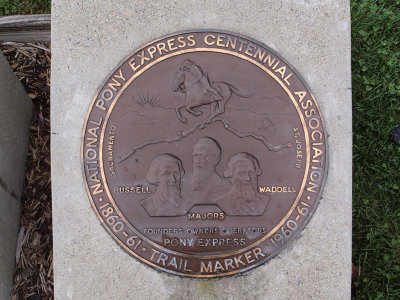 NATIONAL PONY EXPRESS CENTENNIAL ASSOCIATION
SACRAMENTO
ST. JOSEPH
RUSSELL
WADDELL
MAJORS
FOUNDERS OWNERS OPERATORS
PONY EXPRESS
·1860-61· TRAIL MARKER 1960-61·